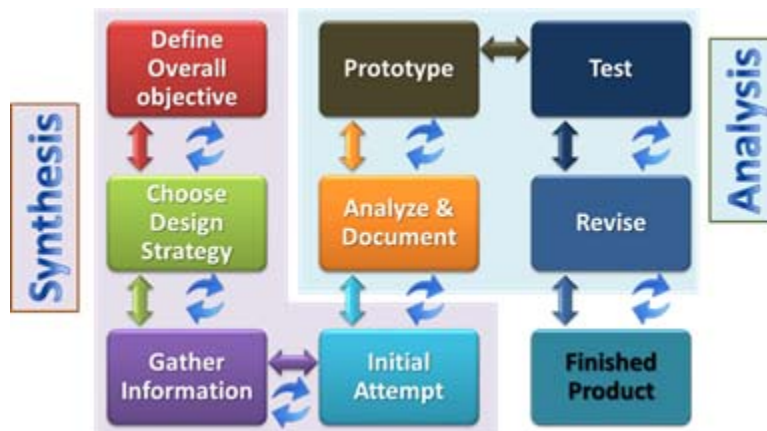 Synthesis
Define
Overall
objective
Choose
Design
Strategy
Gather
Information
Initial
Attempt
Analyze &
Document
Prototype
Test
Revise
Finished
Product
Analysis